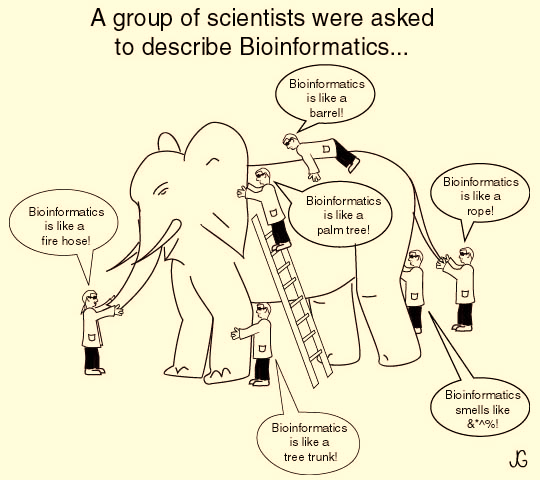 A group of scientists were asked
to describe Bioinformatics...
Bioinformatics
is like a
barrel!
Bioinformatics
is like a
fire hose!
Bioinformatics
is like a
palm tree!
Bioinformatics
is like a
rope!
Bioinformatics
smells like
&*^%!
Bioinformatics
is like a
tree trunk!
JG